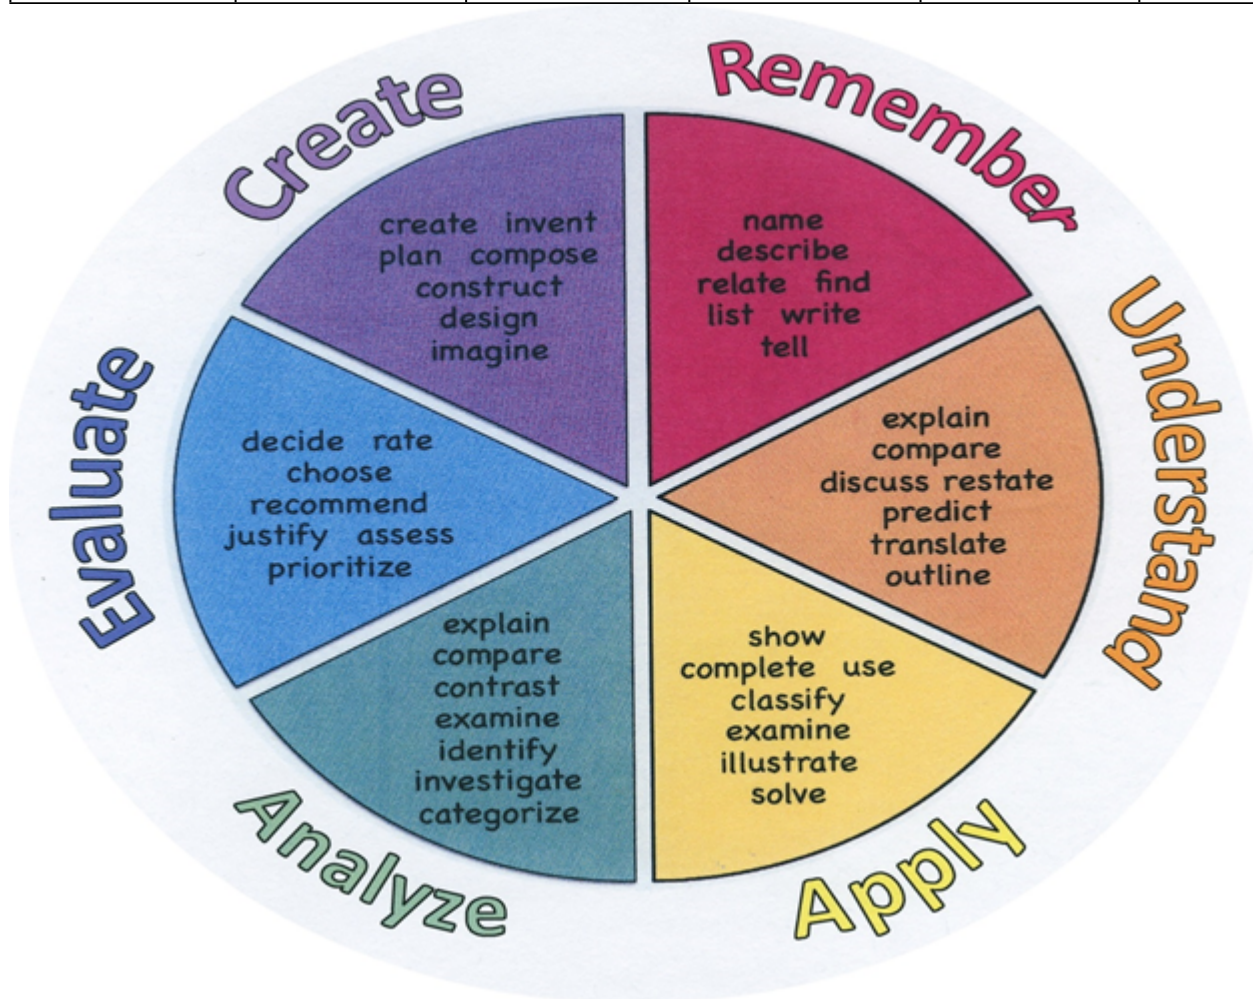 Remember
name
describe
relate find
list write
tell
Understand
explain
compare
discuss restate
predict
translate
outline
Apply
show
complete use
classify
examine
illustrate
solve
Analyze
explain
compare
contrast
examine
identify
investigate
categorize
Evaluate
decide rate
choose
recommend
justify assess
prioritize
Create
create invent
plan compose
construct
design
imagine